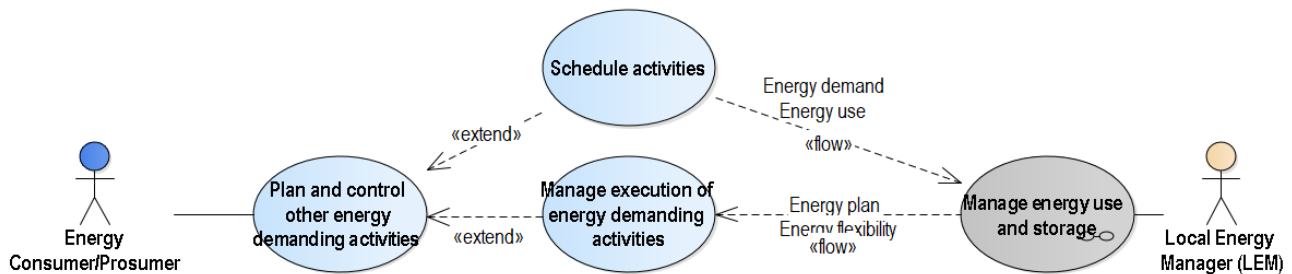 Schedule activities
Energy demand
Energy use
«extend»
«flow»
Plan and control
other energy
demanding activities
Manage execution of
energy demanding
activities
Energy plan
Energy flexibility
«flow»
Manage energy use
and storage
«extend»
Energy
Consumer/Prosumer
Local Energy
Manager (LEM)